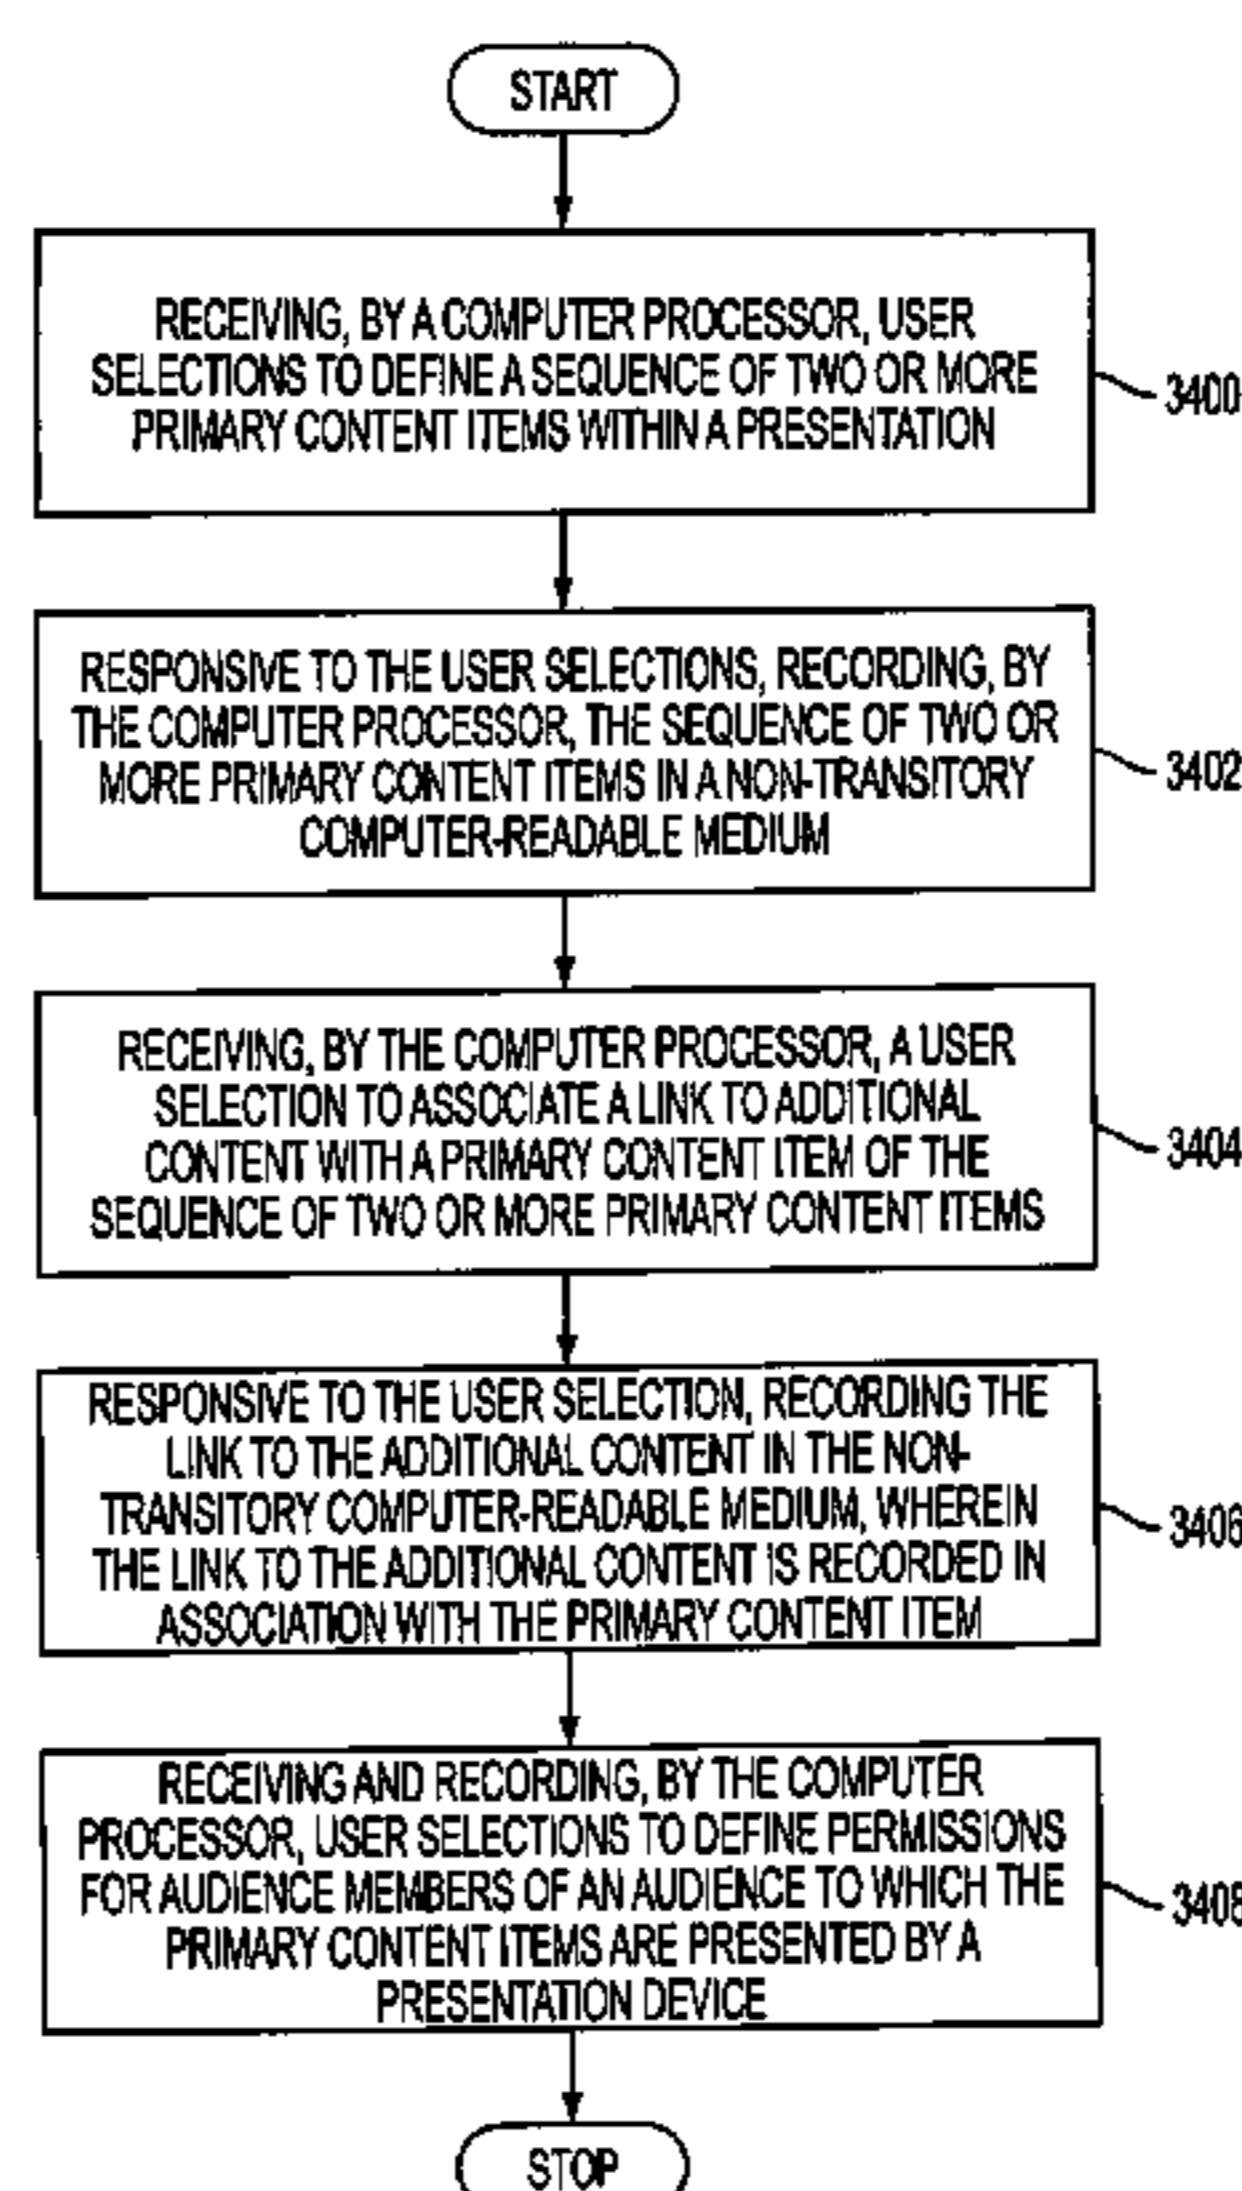 START
RECEIVING, BY A COMPUTER PROCESSOR, USER
SELECTIONS TO DEFINE A SEQUENCE OF TWO OR MORE
PRIMARY CONTENT ITEMS WITHIN A PRESENTATION
3400
RESPONSIVE TO THE USER SELECTIONS, RECORDING, BY
THE COMPUTER PROCESSOR, THE SEQUENCE OF TWO OR
MORE PRIMARY CONTENT ITEMS IN A NON-TRANSITORY
COMPUTER-READABLE MEDIUM
3402
RECEIVING, BY THE COMPUTER PROCESSOR, A USER
SELECTION TO ASSOCIATE A LINK TO ADDITIONAL
CONTENT WITH A PRIMARY CONTENT ITEM OF THE
SEQUENCE OF TWO OR MORE PRIMARY CONTENT ITEMS
3404
RESPONSIVE TO THE USER SELECTION, RECORDING THE
LINK TO THE ADDITIONAL CONTENT IN THE NON-
TRANSITORY COMPUTER-READABLE MEDIUM, WHEREIN
THE LINK TO THE ADDITIONAL CONTENT IS RECORDED IN
ASSOCIATION WITH THE PRIMARY CONTENT ITEM
3406
RECEIVING AND RECORDING, BY THE COMPUTER
PROCESSOR, USER SELECTIONS TO DEFINE PERMISSIONS
FOR AUDIENCE MEMBERS OF AN AUDIENCE TO WHICH THE
PRIMARY CONTENT ITEMS ARE PRESENTED BY A
PRESENTATION DEVICE
3408
STOP